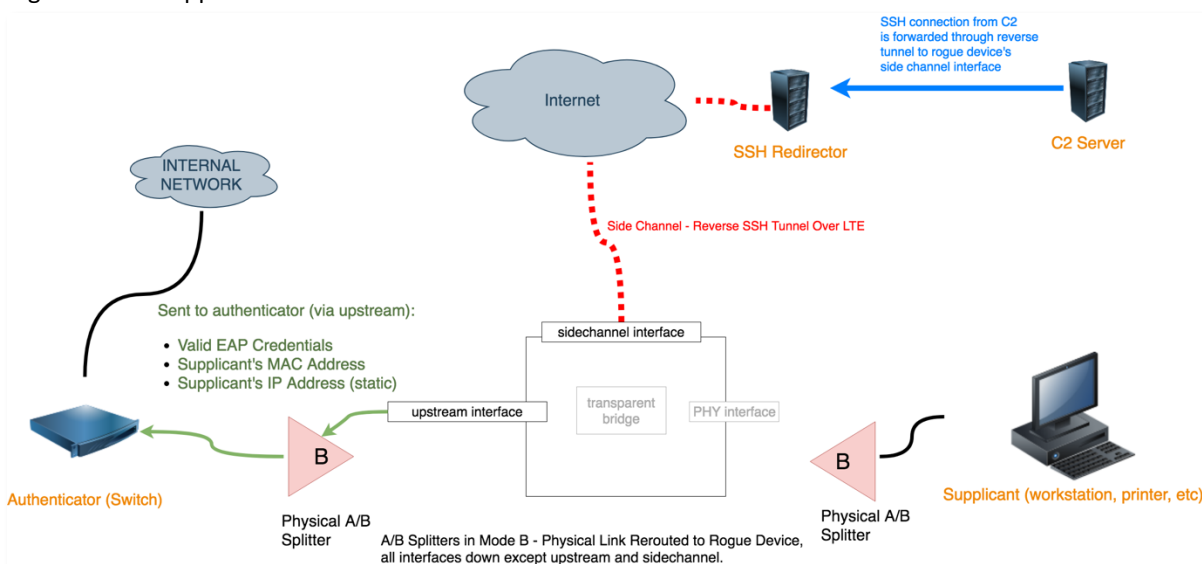 SSH connection from C2
is forwarded through reverse
tunnel to rogue device's
side channel interface
Internet
SSH Redirector
C2 Server
INTERNAL
NETWORK
Side Channel - Reverse SSH Tunnel Over LTE
Sent to authenticator (via upstream):
• Valid EAP Credentials
• Supplicant's MAC Address
• Supplicant's IP Address (static)
sidechannel interface
upstream interface
transparent
bridge
PHY interface
B
B
Authenticator (Switch)
Supplicant (workstation, printer, etc)
Physical A/B
Splitter
Physical A/B
Splitter
A/B Splitters in Mode B - Physical Link Rerouted to Rogue Device,
all interfaces down except upstream and sidechannel.